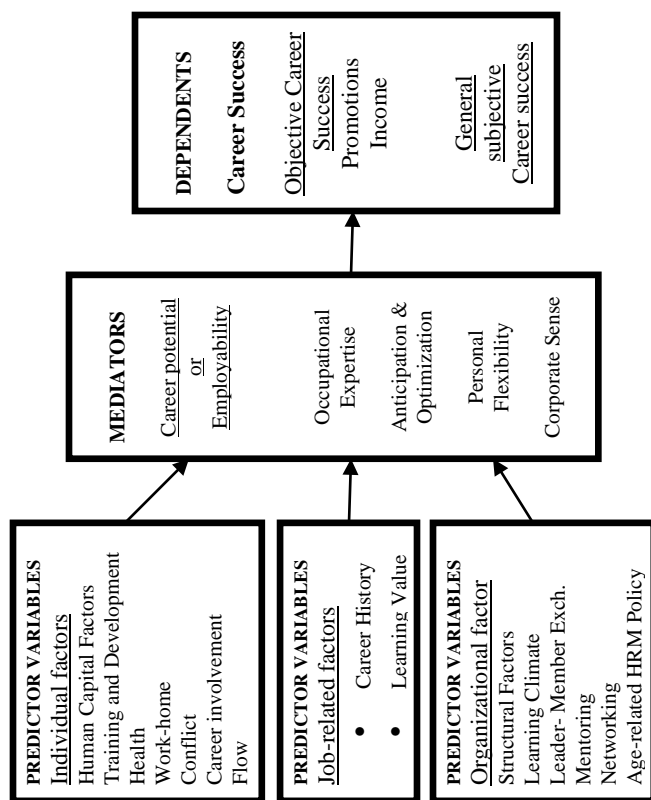 PREDICTOR VARIABLES
Individual factors
Human Capital Factors
Training and Development
Health
Work-home
Conflict
Career involvement
Flow
PREDICTOR VARIABLES
Job-related factors
• Career History
• Learning Value
PREDICTOR VARIABLES
Organizational factor
Structural Factors
Learning Climate
Leader- Member Exch.
Mentoring
Networking
Age-related HRM Policy
MEDIATORS
Career potential
or
Employability
Occupational
Expertise
Anticipation &
Optimization
Personal
Flexibility
Corporate Sense
DEPENDENTS
Career Success
Objective Career
Success
Promotions
Income
General
subjective
Career success